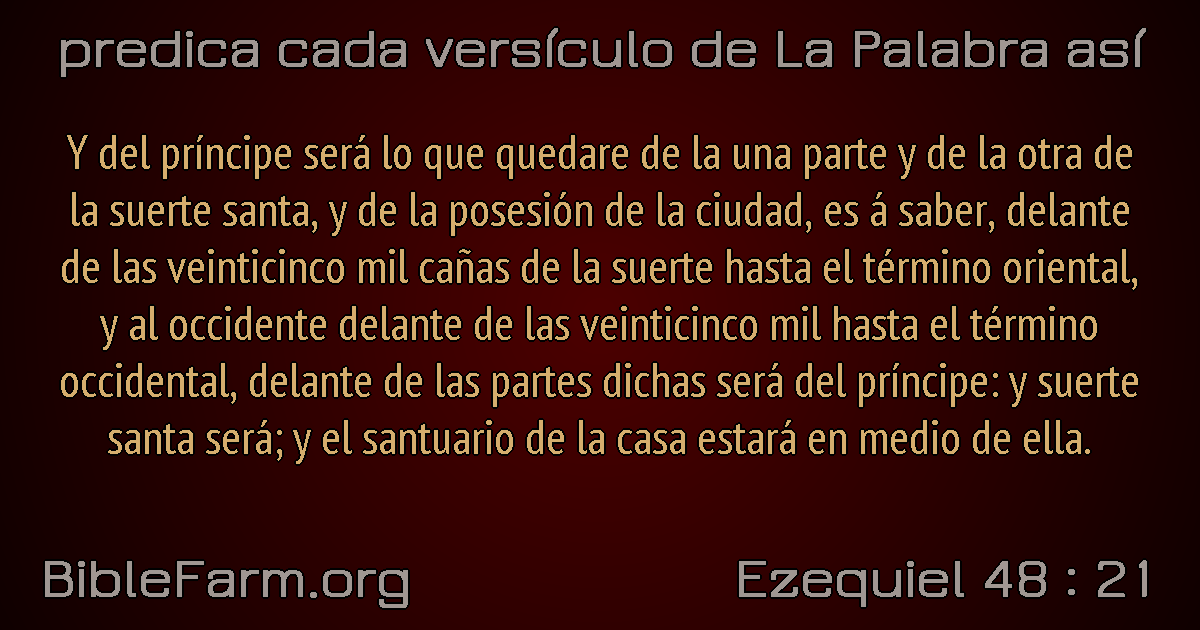 predica cada versículo de La Palabra así
Y del príncipe será lo que quedare de la una parte y de la otra de
la suerte santa, y de la posesión de la ciudad, es á saber, delante
de las veinticinco mil cañas de la suerte hasta el término oriental,
y al occidente delante de las veinticinco mil hasta el término
occidental, delante de las partes dichas será del príncipe: y suerte
santa será; y el santuario de la casa estará en medio de ella.
BibleFarm.org
Ezequiel 48 : 21